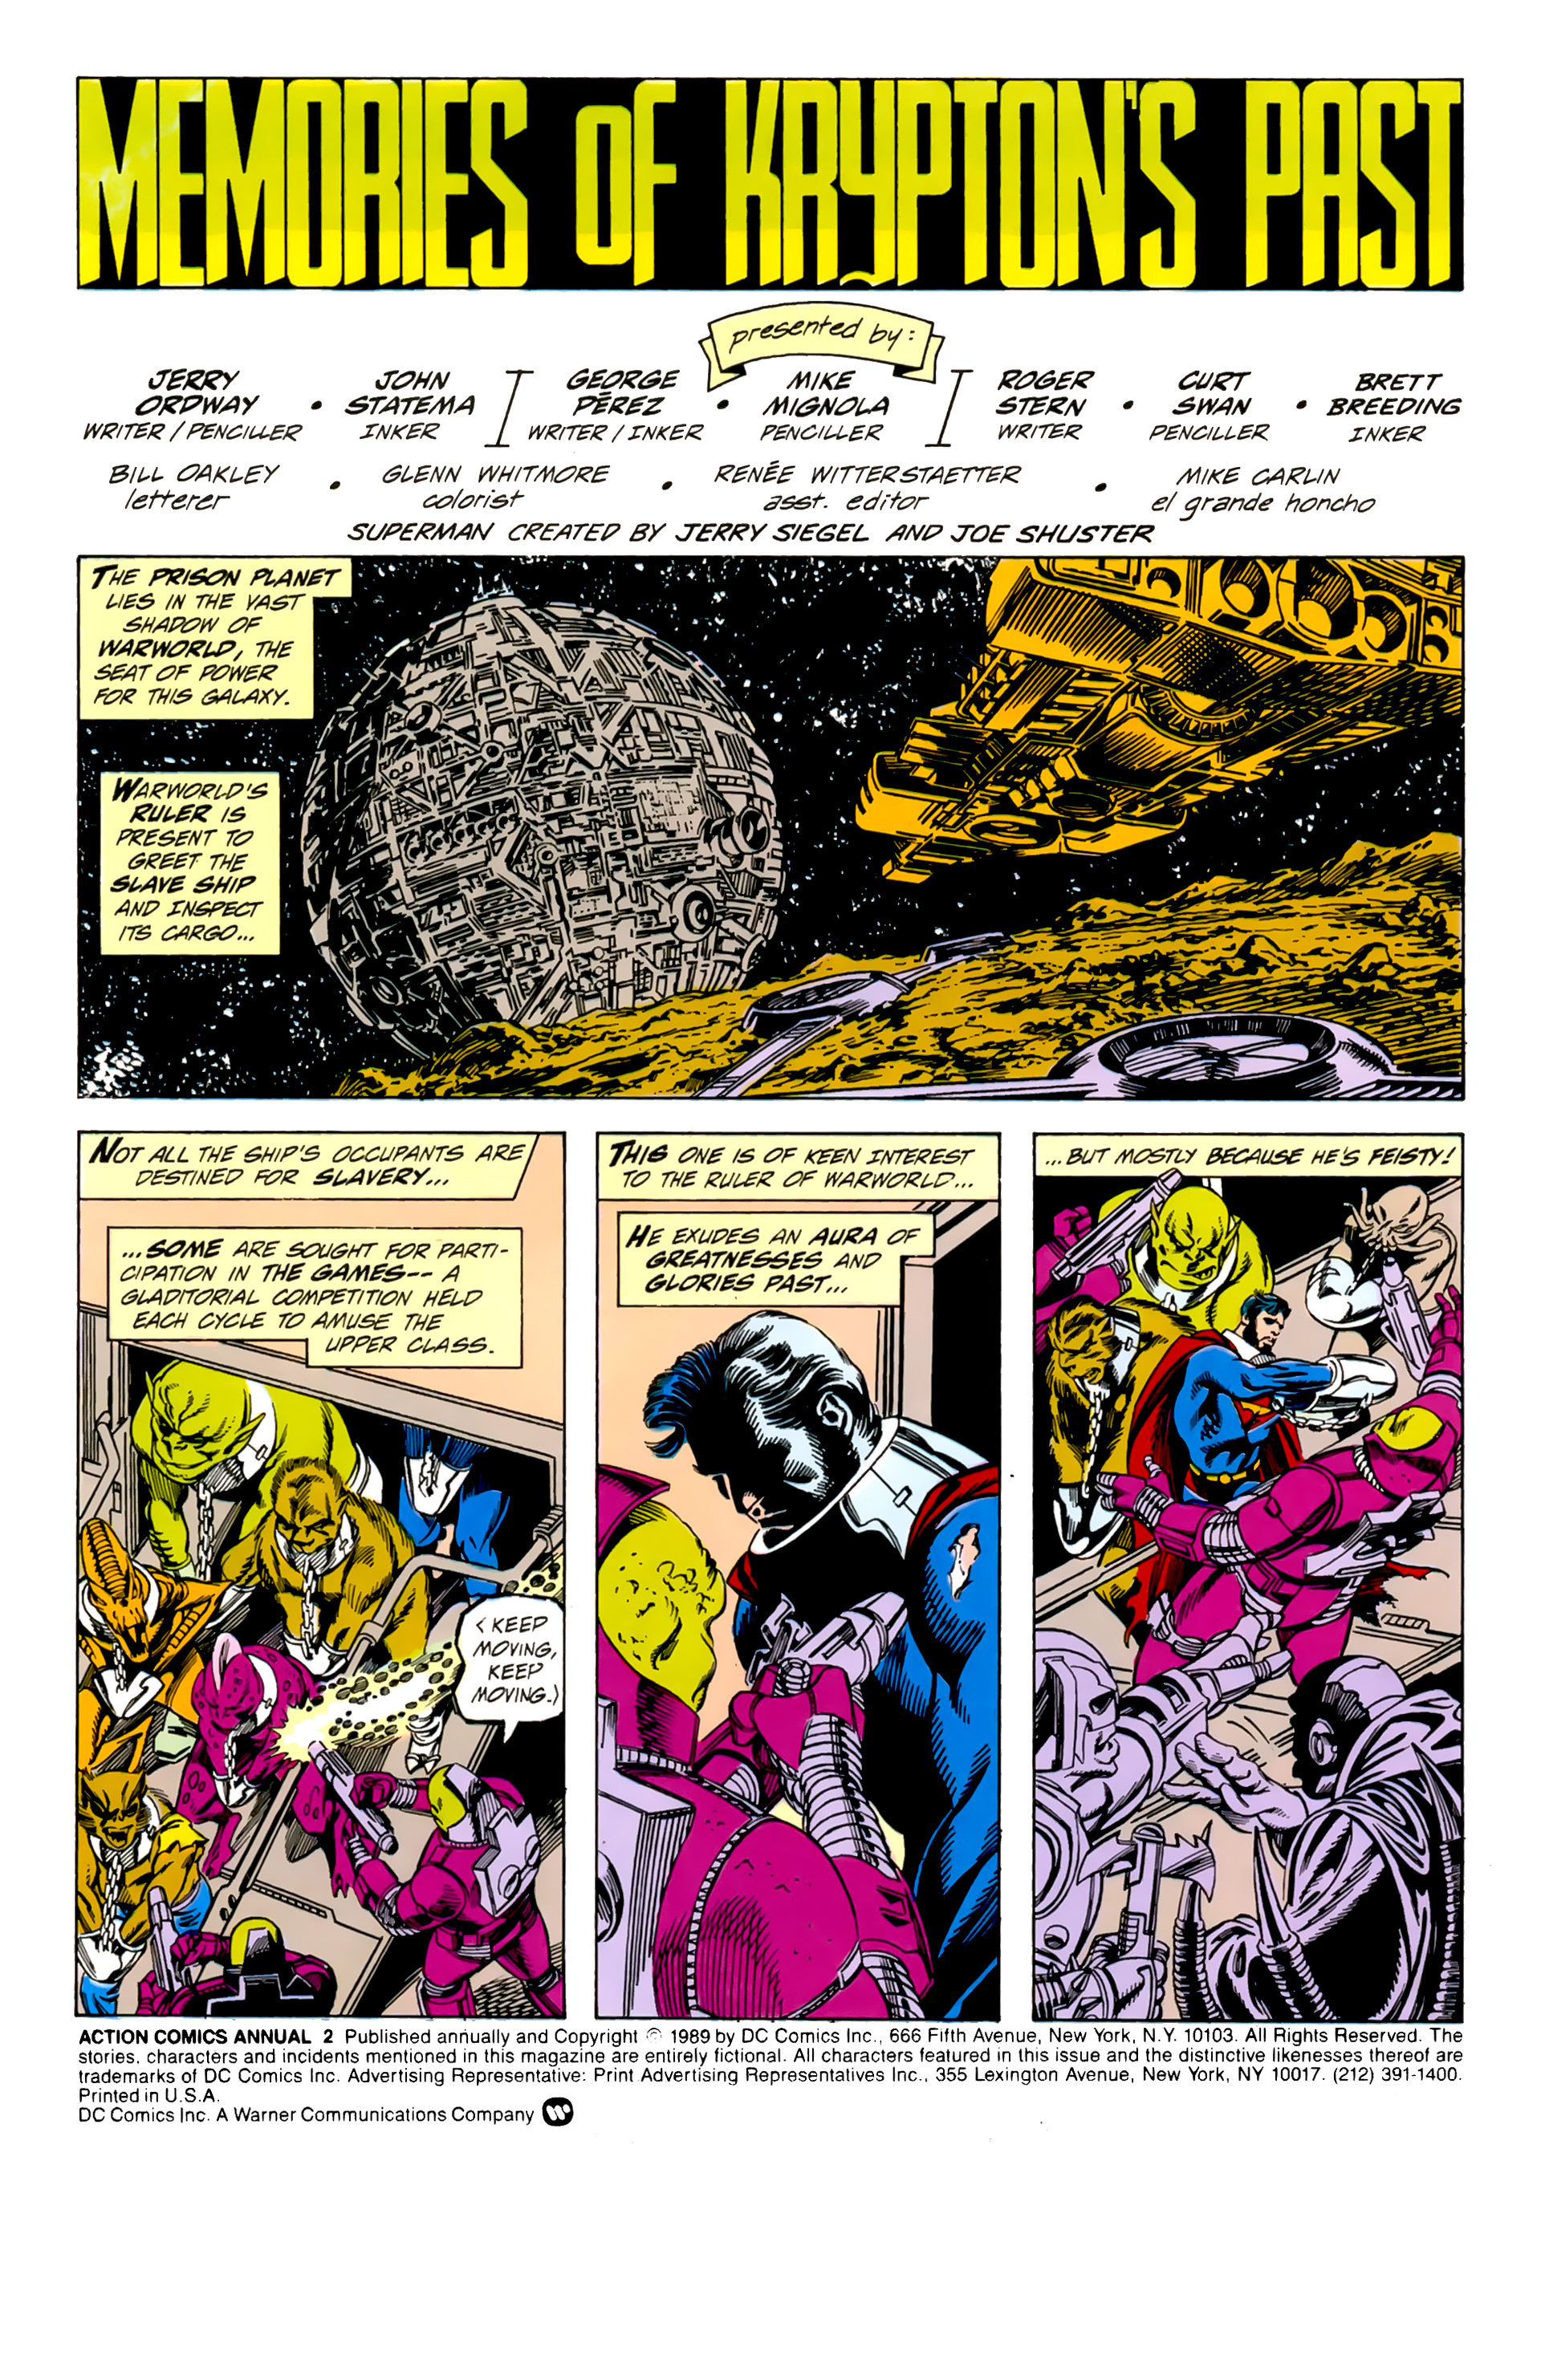 MEMORIES OF KRYPTON'S PAST
presented by:
JERRY
ORDWAY
WRITER / PENCILLER
•
JOHN
STATEMA
INKER
GEORGE
PÉREZ
WRITER / INKER
•
MIKE
MIGNOLA
PENCILLER
ROGER
STERN
WRITER
•
CURT
SWAN
PENCILLER
•
BRETT
BREEDING
INKER
BILL OAKLEY
letterer
•
GLENN WHITMORE
colorist
•
RENÉE WITTERSTAETTER
asst. editor
•
MIKE CARLIN
el grande honcho
SUPERMAN CREATED BY JERRY SIEGEL AND JOE SHUSTER
THE PRISON PLANET
LIES IN THE VAST
SHADOW OF
WARWORLD, THE
SEAT OF POWER
FOR THIS GALAXY.
WARWORLD'S
RULER IS
PRESENT TO
GREET THE
SLAVE SHIP
AND INSPECT
ITS CARGO...
NOT ALL THE SHIP'S OCCUPANTS ARE
DESTINED FOR SLAVERY...
...SOME ARE SOUGHT FOR PARTI-
CIPATION IN THE GAMES-- A
GLADITORIAL COMPETITION HELD
EACH CYCLE TO AMUSE THE
UPPER CLASS.
< KEEP
MOVING,
KEEP
MOVING.>
THIS ONE IS OF KEEN INTEREST
TO THE RULER OF WARWORLD...
HE EXUDES AN AURA OF
GREATNESSES AND
GLORIES PAST...
...BUT MOSTLY BECAUSE HE'S FEISTY!
ACTION COMICS ANNUAL 2 Published annually and Copyright © 1989 by DC Comics Inc., 666 Fifth Avenue, New York, N.Y. 10103. All Rights Reserved. The
stories, characters and incidents mentioned in this magazine are entirely fictional. All characters featured in this issue and the distinctive likenesses thereof are
trademarks of DC Comics Inc. Advertising Representative: Print Advertising Representatives Inc., 355 Lexington Avenue, New York, NY 10017. (212) 391-1400.
Printed in U.S.A.
DC Comics Inc. A Warner Communications Company